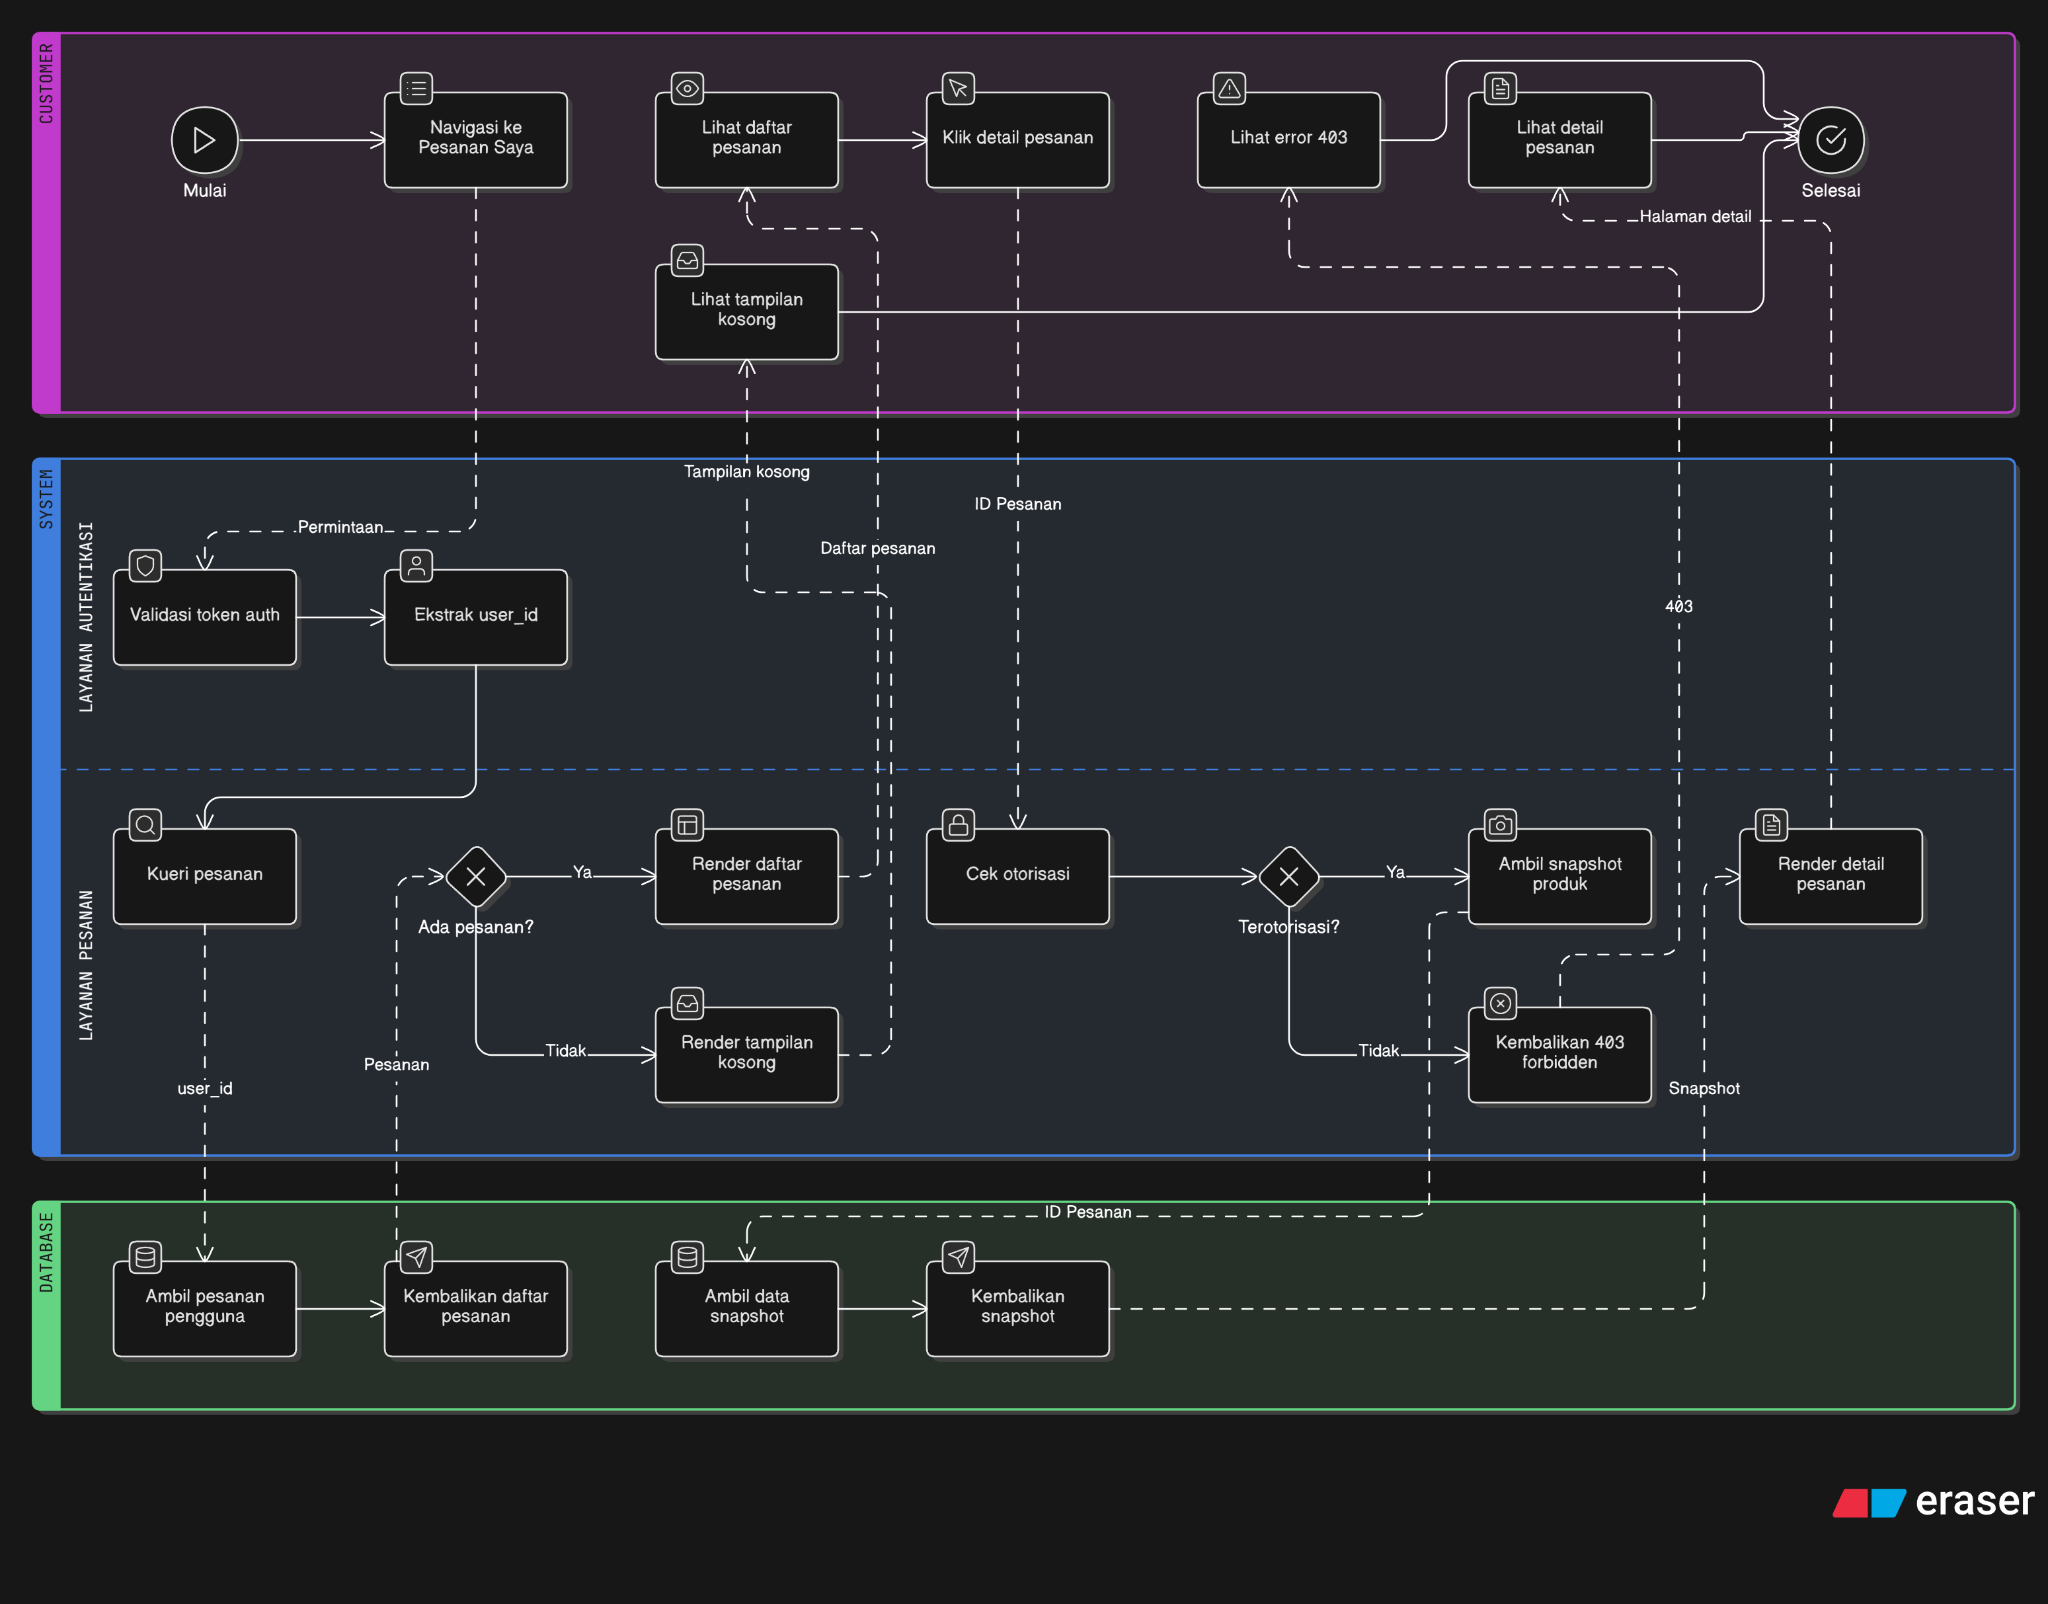 CUSTOMER
Mulai
Navigasi ke
Pesanan Saya
Lihat daftar
pesanan
Klik detail pesanan
Lihat error 403
Lihat detail
pesanan
Selesai
Halaman detail
Lihat tampilan
kosong
SYSTEM
LAYANAN AUTENTIKASI
Tampilan kosong
ID Pesanan
Permintaan
Daftar pesanan
403
Validasi token auth
Ekstrak user_id
LAYANAN PESANAN
Kueri pesanan
Ada pesanan?
Ya
Render daftar
pesanan
Cek otorisasi
Terotorisasi?
Ya
Ambil snapshot
produk
Render detail
pesanan
Tidak
Render tampilan
kosong
Tidak
Kembalikan 403
forbidden
Pesanan
user_id
Snapshot
DATABASE
ID Pesanan
Ambil pesanan
pengguna
Kembalikan daftar
pesanan
Ambil data
snapshot
Kembalikan
snapshot
eraser